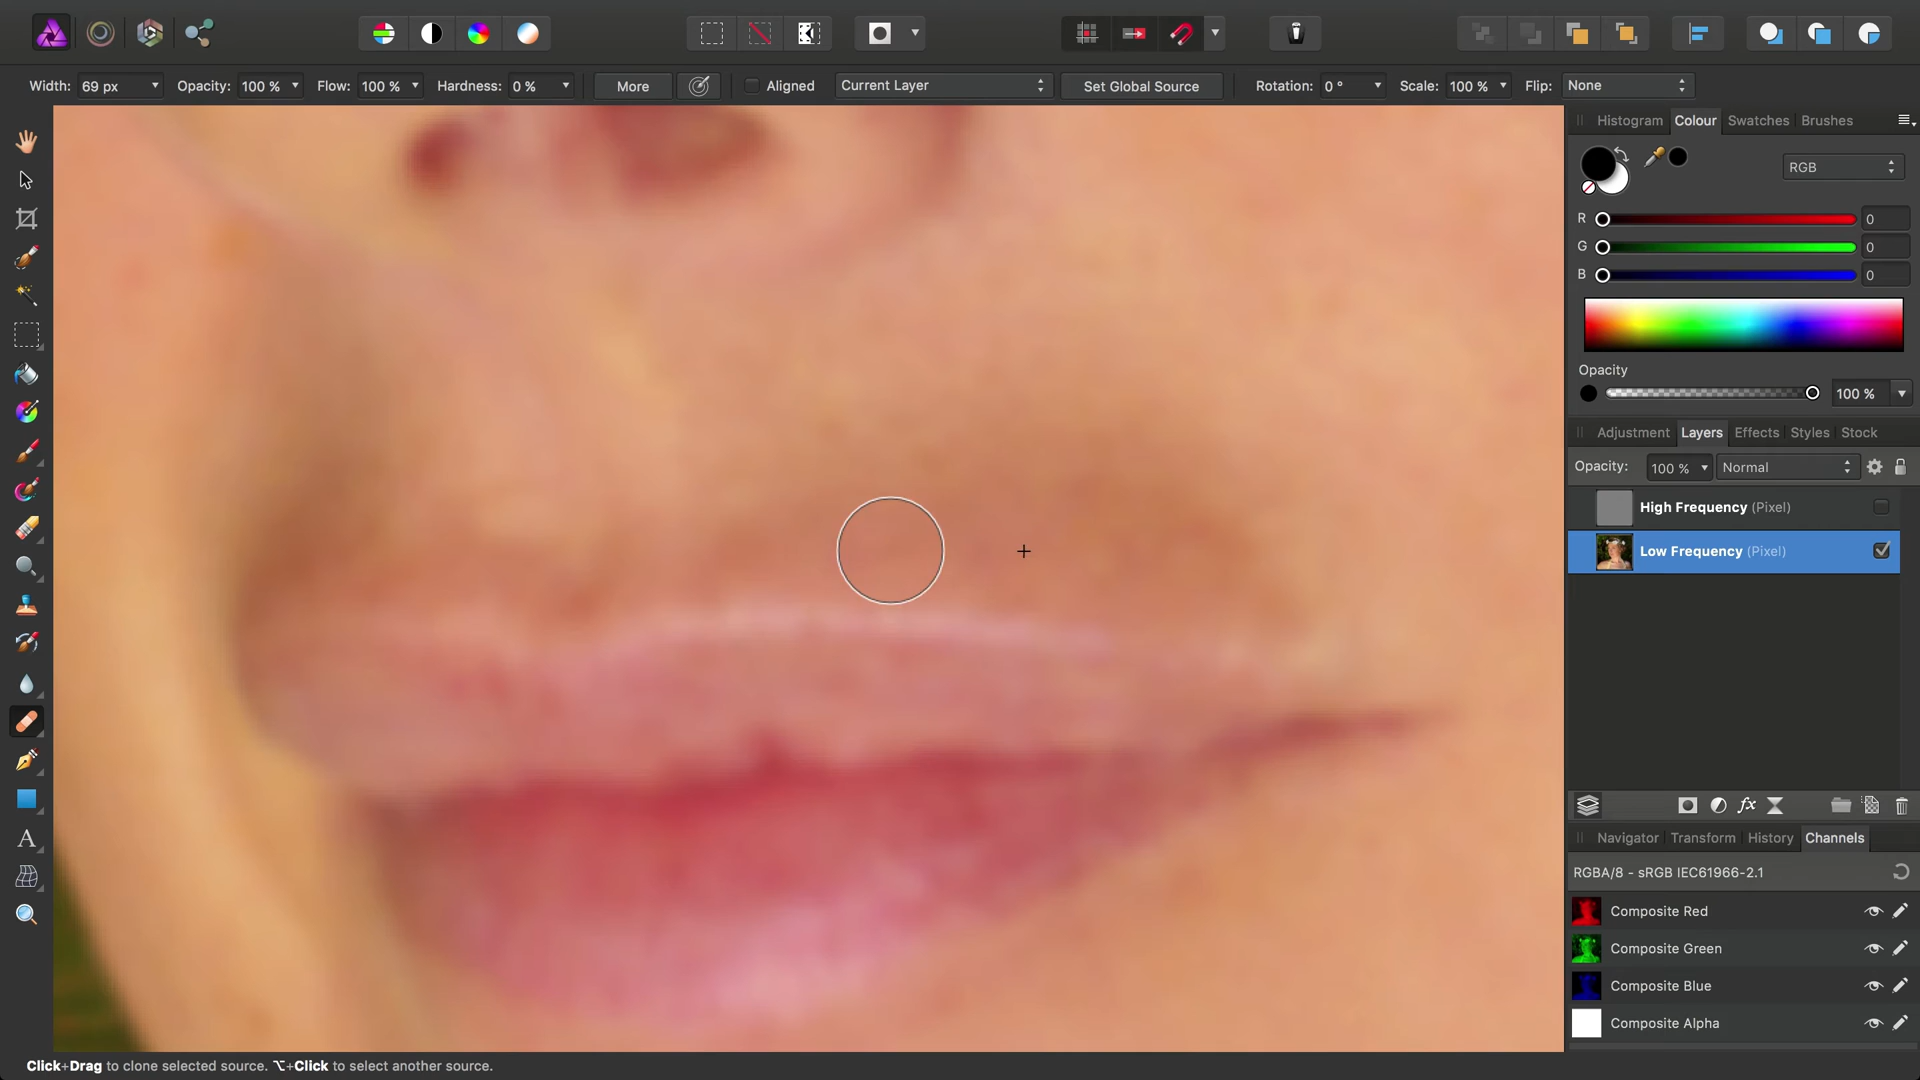 Width: 69 px Opacity: 100 % Flow: 100 % Hardness: 0 % More Aligned Current Layer Set Global Source Rotation: 0 ° Scale: 100 % Flip: None
Histogram Colour Swatches Brushes
RGB
R 0
G 0
B 0
Opacity
100 %
Adjustment Layers Effects Styles Stock
Opacity: 100 % Normal
High Frequency (Pixel)
Low Frequency (Pixel)
fx
Navigator Transform History Channels
RGBA/8 - sRGB IEC61966-2.1
Composite Red
Composite Green
Composite Blue
Composite Alpha
A
Click+Drag to clone selected source. ⌥+Click to select another source.